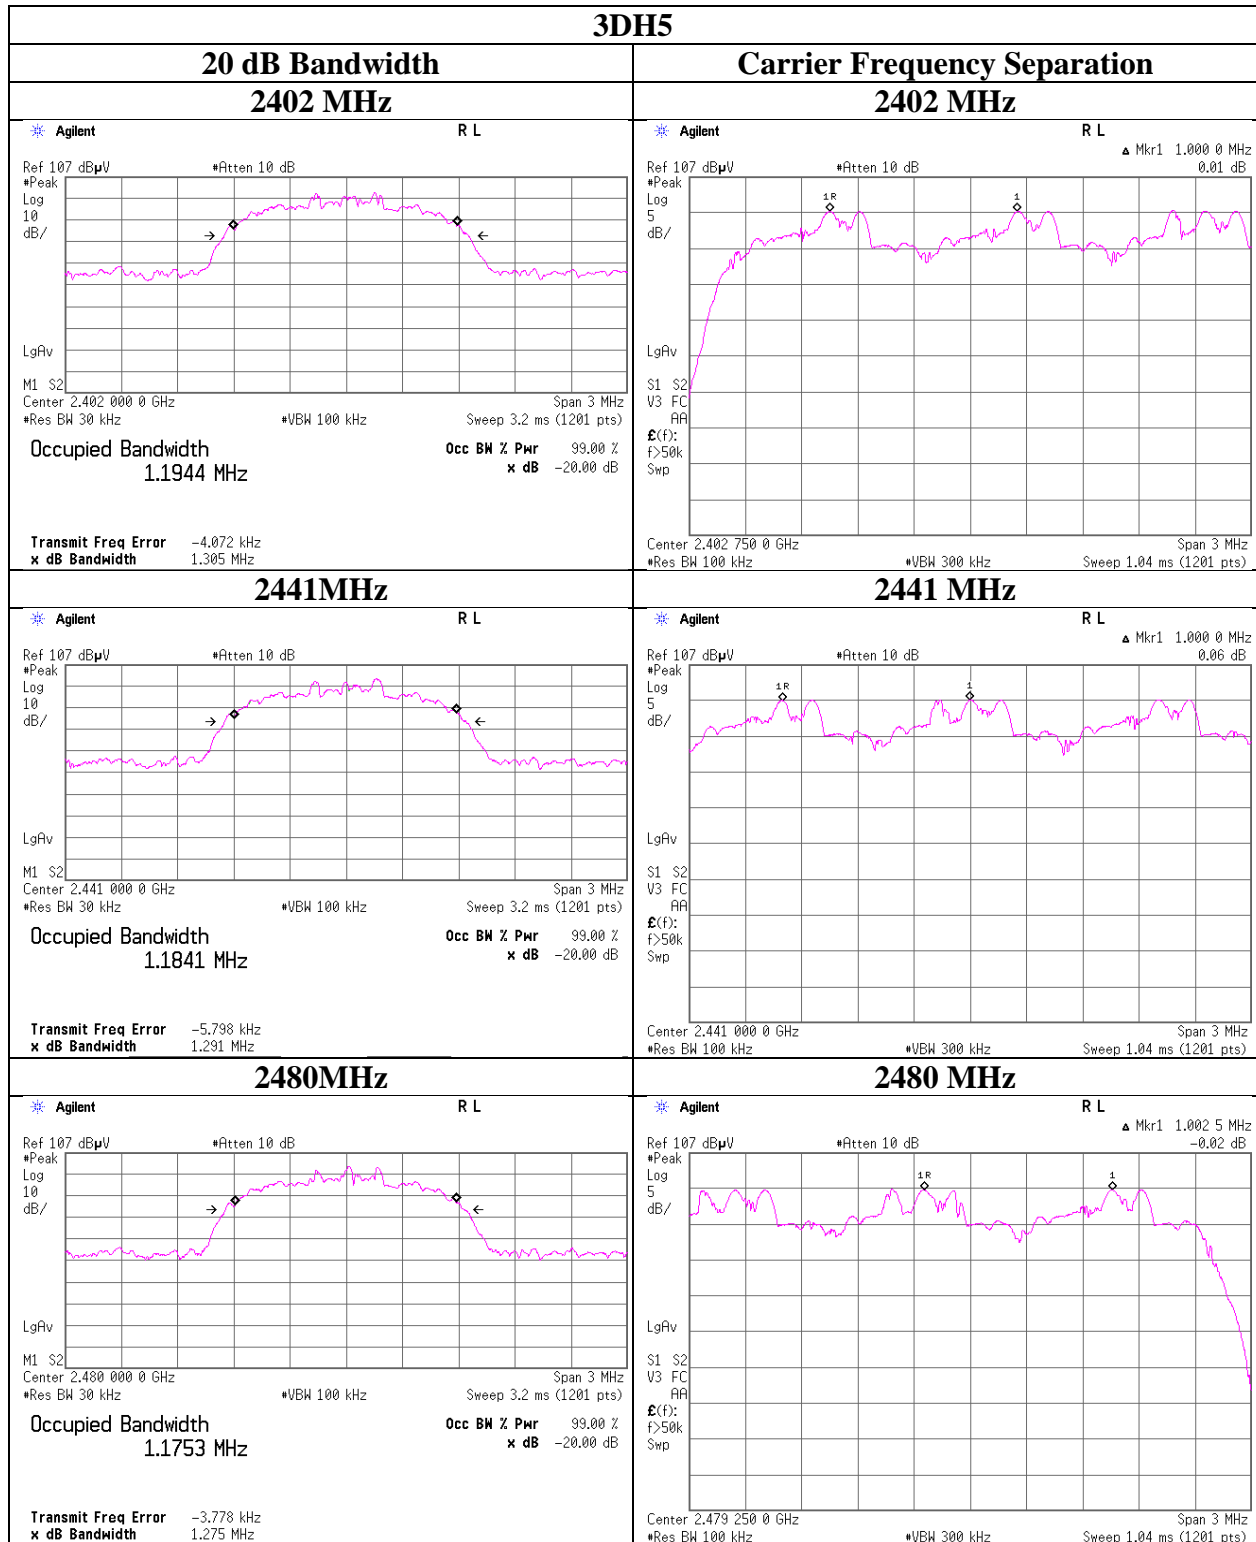 3DH5
20 dB Bandwidth
Carrier Frequency Separation
2402 MHz
2402 MHz
Agilent R L
Ref 107 dBµV #Atten 10 dB
#Peak
Log
10
dB/
LgAv
M1 S2
Center 2.402 000 0 GHz Span 3 MHz
#Res BW 30 kHz #VBW 100 kHz Sweep 3.2 ms (1201 pts)
Occupied Bandwidth Occ BW % Pwr 99.00 %
1.1944 MHz x dB -20.00 dB
Transmit Freq Error -4.072 kHz
x dB Bandwidth 1.305 MHz
Agilent R L
Δ Mkr1 1.000 0 MHz
Ref 107 dBµV #Atten 10 dB 0.01 dB
#Peak
Log
5
dB/
1R
1
LgAv
S1 S2
V3 FC
AA
£(f):
f>50k
Swp
Center 2.402 750 0 GHz Span 3 MHz
#Res BW 100 kHz #VBW 300 kHz Sweep 1.04 ms (1201 pts)
2441MHz
2441 MHz
Agilent R L
Ref 107 dBµV #Atten 10 dB
#Peak
Log
10
dB/
LgAv
M1 S2
Center 2.441 000 0 GHz Span 3 MHz
#Res BW 30 kHz #VBW 100 kHz Sweep 3.2 ms (1201 pts)
Occupied Bandwidth Occ BW % Pwr 99.00 %
1.1841 MHz x dB -20.00 dB
Transmit Freq Error -5.798 kHz
x dB Bandwidth 1.291 MHz
Agilent R L
Δ Mkr1 1.000 0 MHz
Ref 107 dBµV #Atten 10 dB 0.06 dB
#Peak
Log
5
dB/
1R
1
LgAv
S1 S2
V3 FC
AA
£(f):
f>50k
Swp
Center 2.441 000 0 GHz Span 3 MHz
#Res BW 100 kHz #VBW 300 kHz Sweep 1.04 ms (1201 pts)
2480MHz
2480 MHz
Agilent R L
Ref 107 dBµV #Atten 10 dB
#Peak
Log
10
dB/
LgAv
M1 S2
Center 2.480 000 0 GHz Span 3 MHz
#Res BW 30 kHz #VBW 100 kHz Sweep 3.2 ms (1201 pts)
Occupied Bandwidth Occ BW % Pwr 99.00 %
1.1753 MHz x dB -20.00 dB
Transmit Freq Error -3.778 kHz
x dB Bandwidth 1.275 MHz
Agilent R L
Δ Mkr1 1.002 5 MHz
Ref 107 dBµV #Atten 10 dB -0.02 dB
#Peak
Log
5
dB/
1R
1
LgAv
S1 S2
V3 FC
AA
£(f):
f>50k
Swp
Center 2.479 250 0 GHz Span 3 MHz
#Res BW 100 kHz #VBW 300 kHz Sweep 1.04 ms (1201 pts)